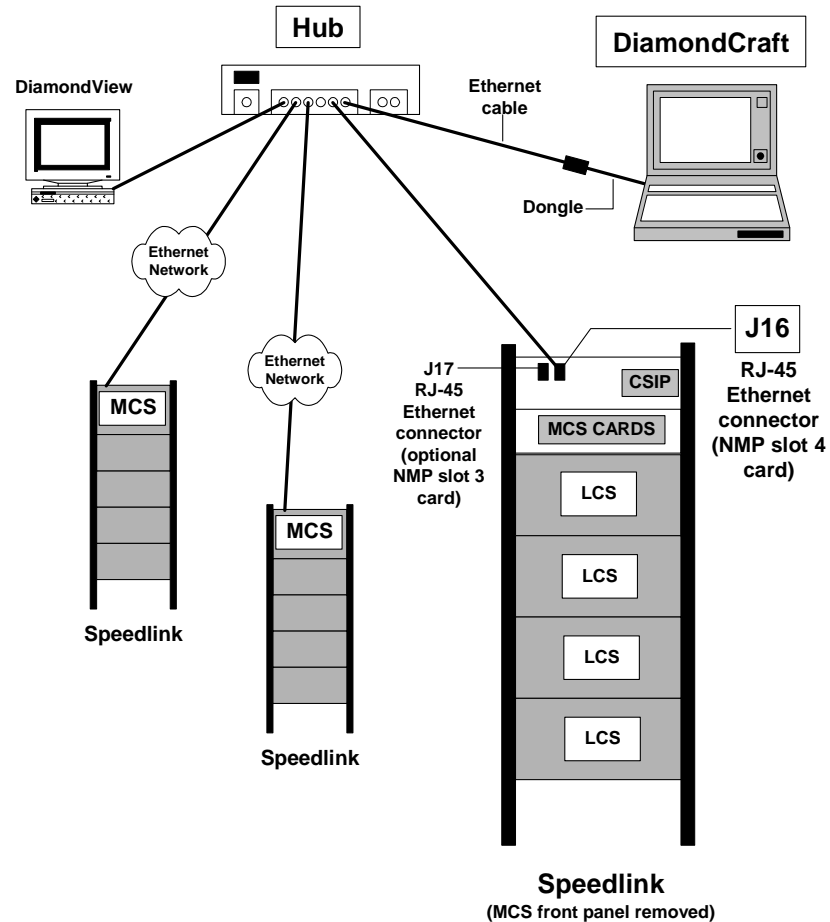 Hub
DiamondCraft
DiamondView
Ethernet
cable
Dongle
Ethernet
Network
Ethernet
Network
J17
RJ-45
Ethernet
connector
(optional
NMP slot 3
card)
J16
RJ-45
Ethernet
connector
(NMP slot 4
card)
CSIP
MCS CARDS
LCS
LCS
LCS
LCS
MCS
Speedlink
MCS
Speedlink
Speedlink
(MCS front panel removed)